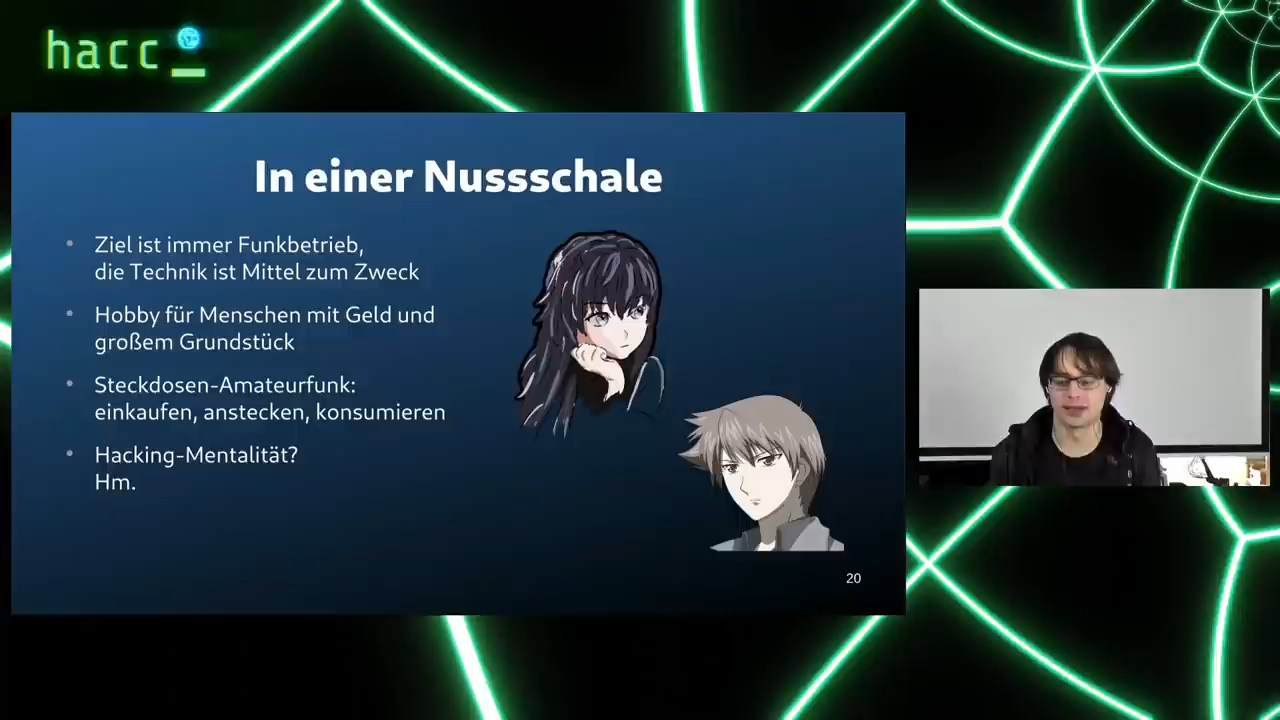 hacc
In einer Nussschale
Ziel ist immer Funkbetrieb,
die Technik ist Mittel zum Zweck
Hobby für Menschen mit Geld und
großem Grundstück
Steckdosen-Amateurfunk:
einkaufen, anstecken, konsumieren
Hacking-Mentalität?
Hm.
20